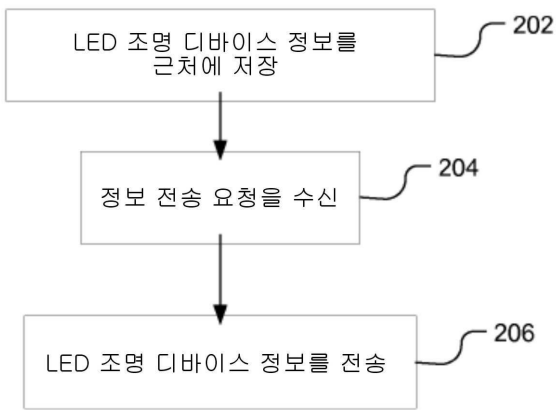 LED 조명 디바이스 정보를
근처에 저장
202
정보 전송 요청을 수신
204
LED 조명 디바이스 정보를 전송
206